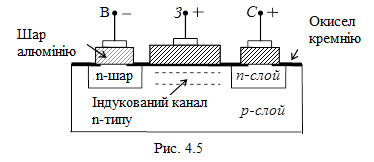 В – З + С +
Окисел
кремнію
Шар
алюмінію
n-шар
n-слой
Індукований канал
n-типу
р-слой
Рис. 4.5